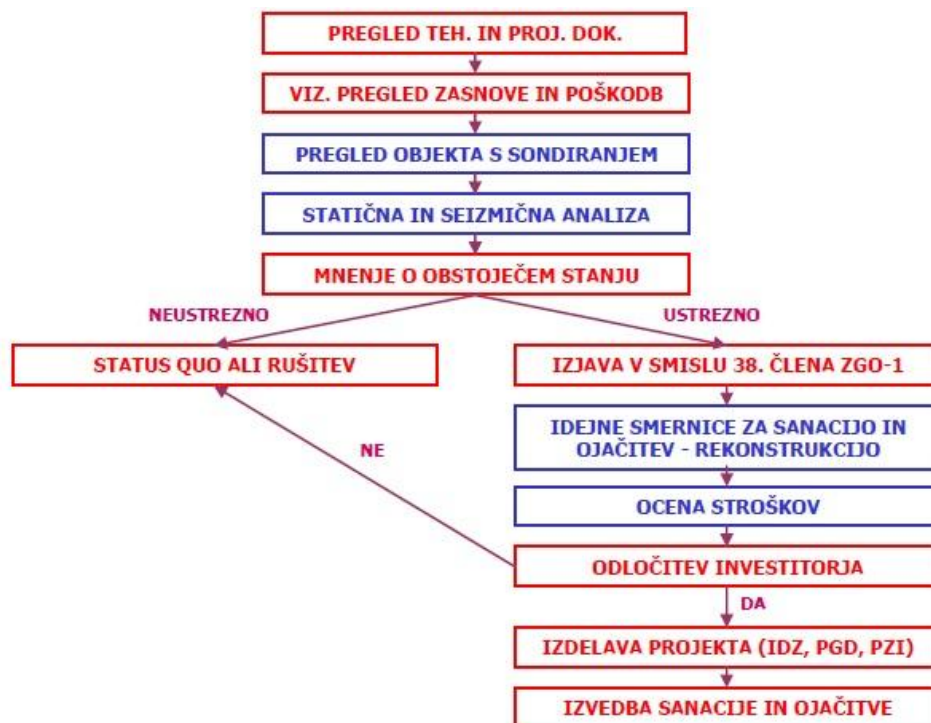 PREGLED TEH. IN PROJ. DOK.
VIZ. PREGLED ZASNOVE IN POŠKODB
PREGLED OBJEKTA S SONDIRANJEM
STATIČNA IN SEIZMIČNA ANALIZA
MNENJE O OBSTOJEČEM STANJU
NEUSTREZNO
USTREZNO
STATUS QUO ALI RUŠITEV
IZJAVA V SMISLU 38. ČLENA ZGO-1
IDEJNE SMERNICE ZA SANACIJO IN
OJAČITEV - REKONSTRUKCIJO
NE
OCENA STROŠKOV
ODLOČITEV INVESTITORJA
DA
IZDELAVA PROJEKTA (IDZ, PGD, PZI)
IZVEDBA SANACIJE IN OJAČITVE